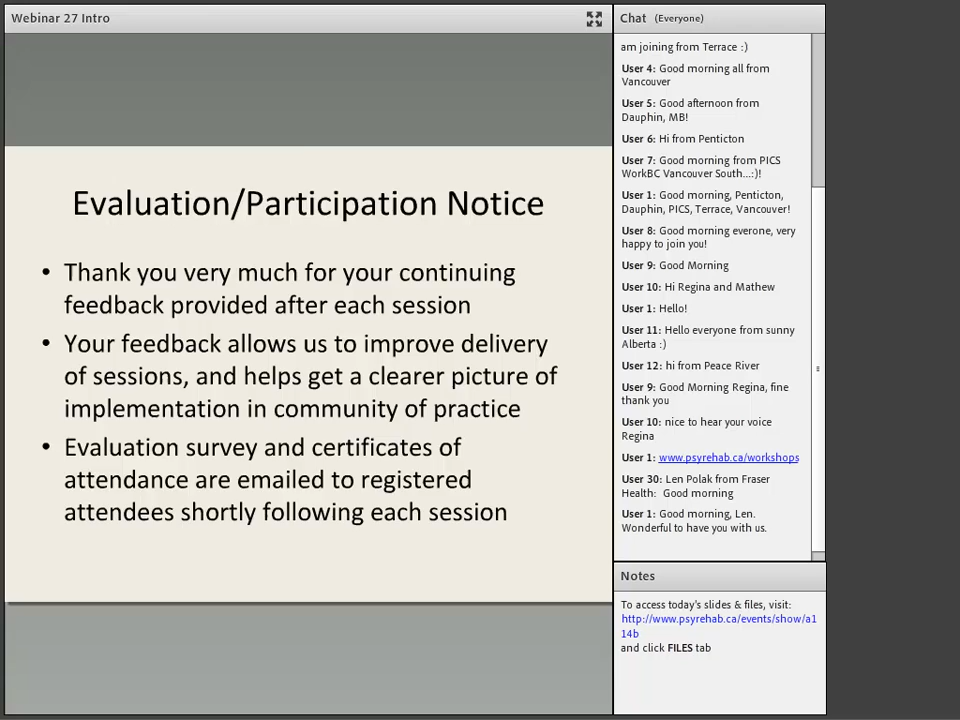 Webinar 27 Intro
Evaluation/Participation Notice
• Thank you very much for your continuing
feedback provided after each session
• Your feedback allows us to improve delivery
of sessions, and helps get a clearer picture of
implementation in community of practice
• Evaluation survey and certificates of
attendance are emailed to registered
attendees shortly following each session
Chat (Everyone)
am joining from Terrace :)
User 4: Good morning all from
Vancouver
User 5: Good afternoon from
Dauphin, MB!
User 6: Hi from Penticton
User 7: Good morning from PICS
WorkBC Vancouver South...:)!
User 1: Good morning, Penticton,
Dauphin, PICS, Terrace, Vancouver!
User 8: Good morning everone, very
happy to join you!
User 9: Good Morning
User 10: Hi Regina and Mathew
User 1: Hello!
User 11: Hello everyone from sunny
Alberta :)
User 12: hi from Peace River
User 9: Good Morning Regina, fine
thank you
User 10: nice to hear your voice
Regina
User 1: www.psyrehab.ca/workshops
User 30: Len Polak from Fraser
Health: Good morning
User 1: Good morning, Len.
Wonderful to have you with us.
Notes
To access today's slides & files, visit:
http://www.psyrehab.ca/events/show/a1
14b
and click FILES tab